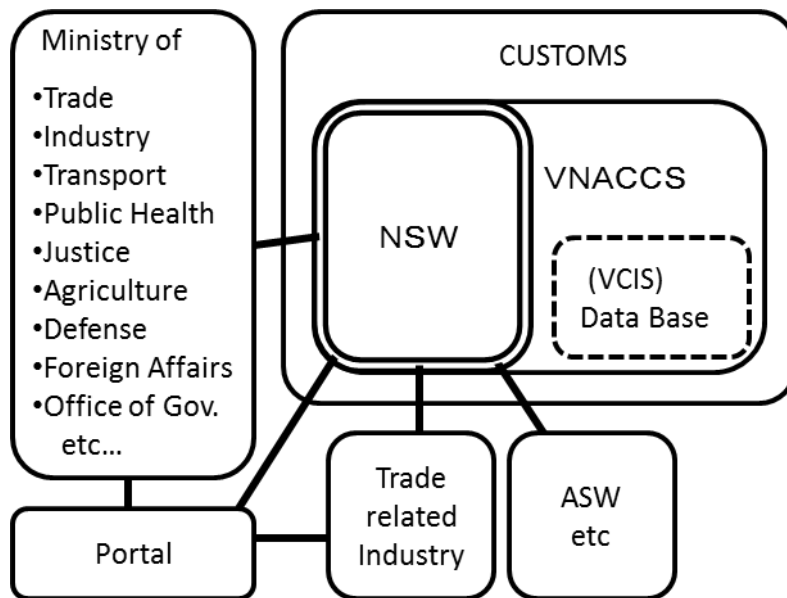 Ministry of
•Trade
•Industry
•Transport
•Public Health
•Justice
•Agriculture
•Defense
•Foreign Affairs
•Office of Gov.
etc...
CUSTOMS
VNACCS
NSW
(VCIS)
Data Base
Portal
Trade
related
Industry
ASW
etc